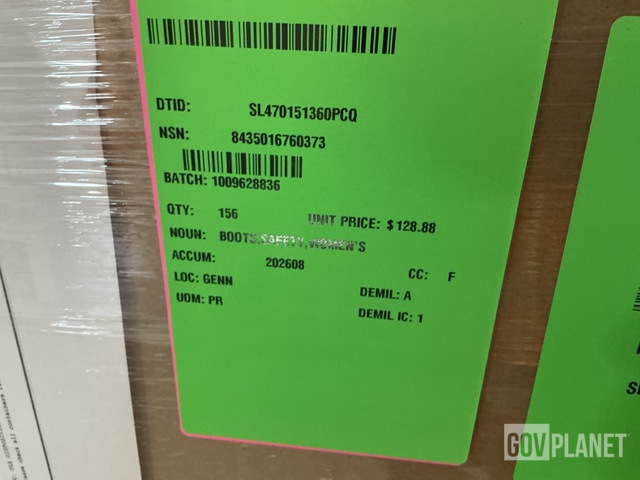 DTID: SL470151360PCQ
NSN: 8435016760373
BATCH: 1009628836
QTY: 156 UNIT PRICE: $ 128.88
NOUN: BOOTS,SAFETY,WOMEN'S
ACCUM: 202608 CC: F
LOC: GENN DEMIL: A
UOM: PR DEMIL IC: 1
GOVPLANET